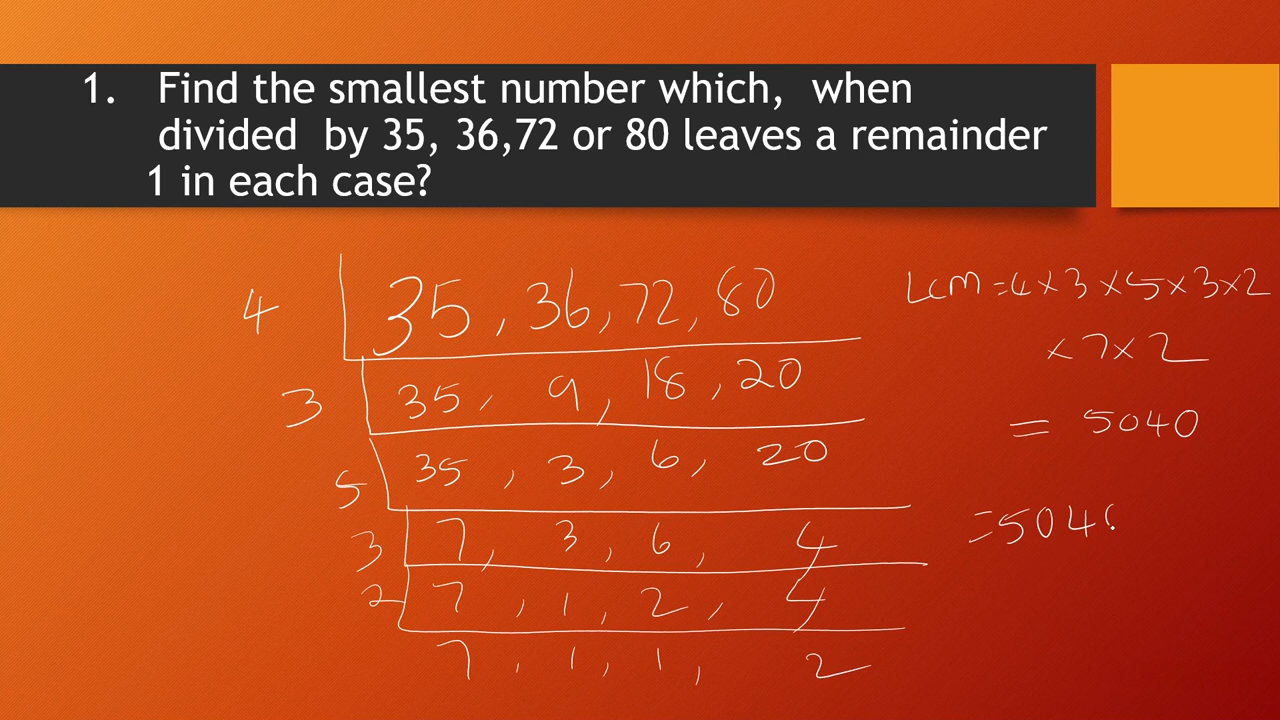 1. Find the smallest number which, when
divided by 35, 36,72 or 80 leaves a remainder
1 in each case?
4 35, 36, 72, 80
3 35, 9, 18, 20
5 35, 3, 6, 20
3 7, 3, 6, 4
2 7, 1, 2, 4
7, 1, 1, 2
LCM = 4 × 3 × 5 × 3 × 2
× 7 × 2
= 5040
= 504